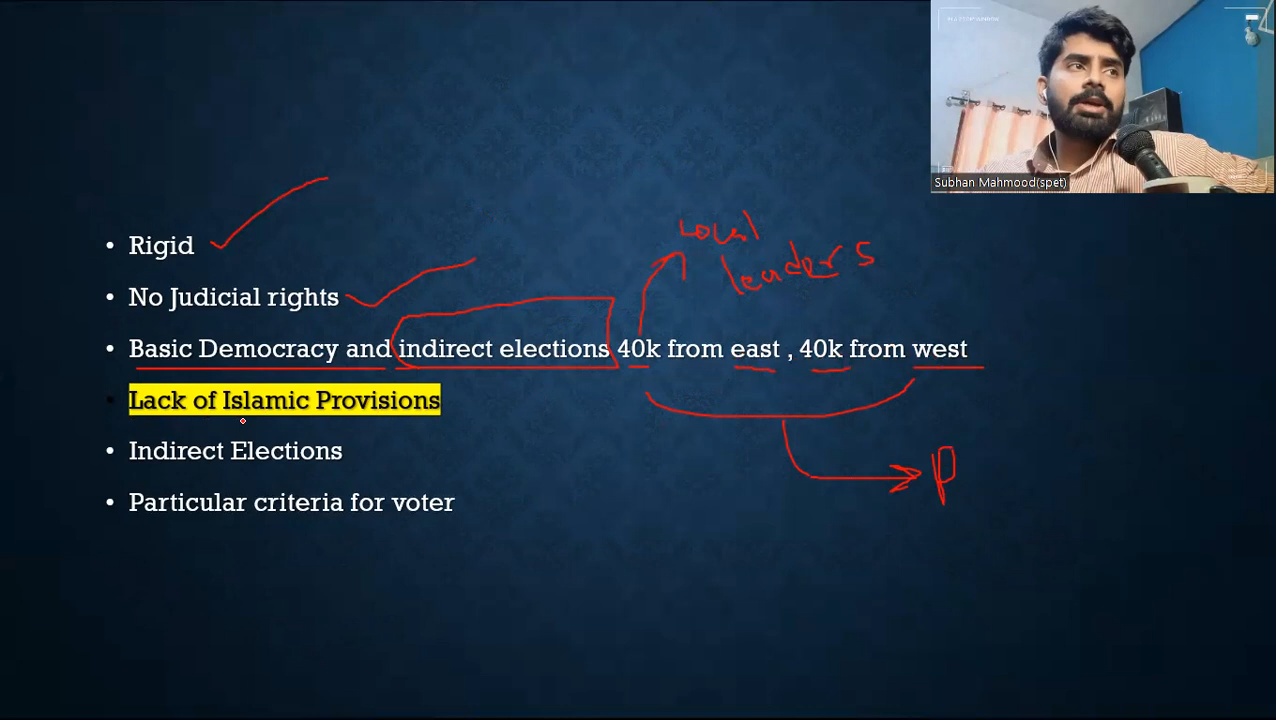 Subhan Mahmood(spet)
• Rigid
• No Judicial rights
Local
leaders
• Basic Democracy and indirect elections 40k from east , 40k from west
• Lack of Islamic Provisions
• Indirect Elections
P
• Particular criteria for voter